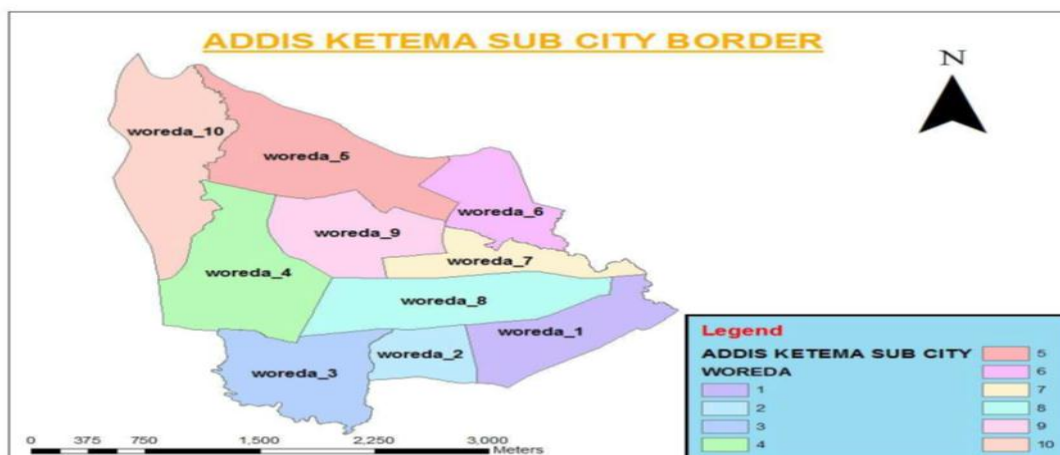 ADDIS KETEMA SUB CITY BORDER
N
woreda_10
woreda_5
woreda_6
woreda_9
woreda_7
woreda_4
woreda_8
woreda_1
woreda_2
woreda_3
Legend
ADDIS KETEMA SUB CITY
WOREDA
1
2
3
4
5
6
7
8
9
10
0 375 750 1,500 2,250 3,000
Meters